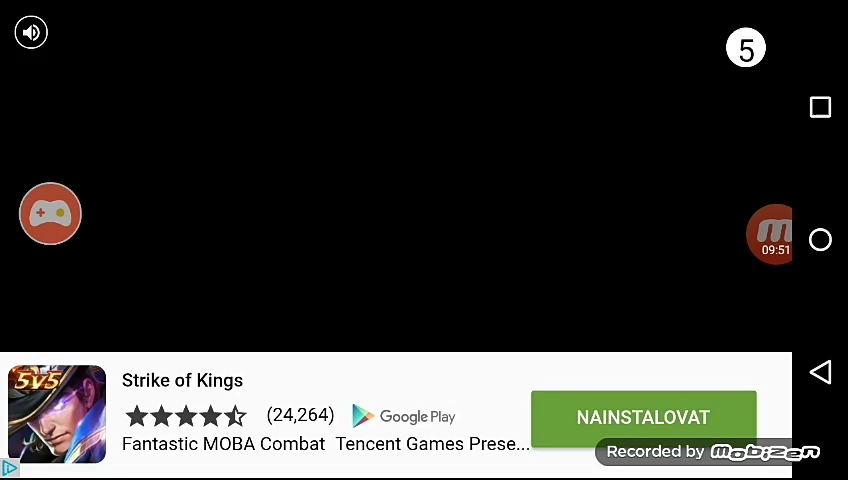 5
09:51
5v5
Strike of Kings
(24,264) Google Play
Fantastic MOBA Combat Tencent Games Prese...
NAINSTALOVAT
Recorded by Mobizen